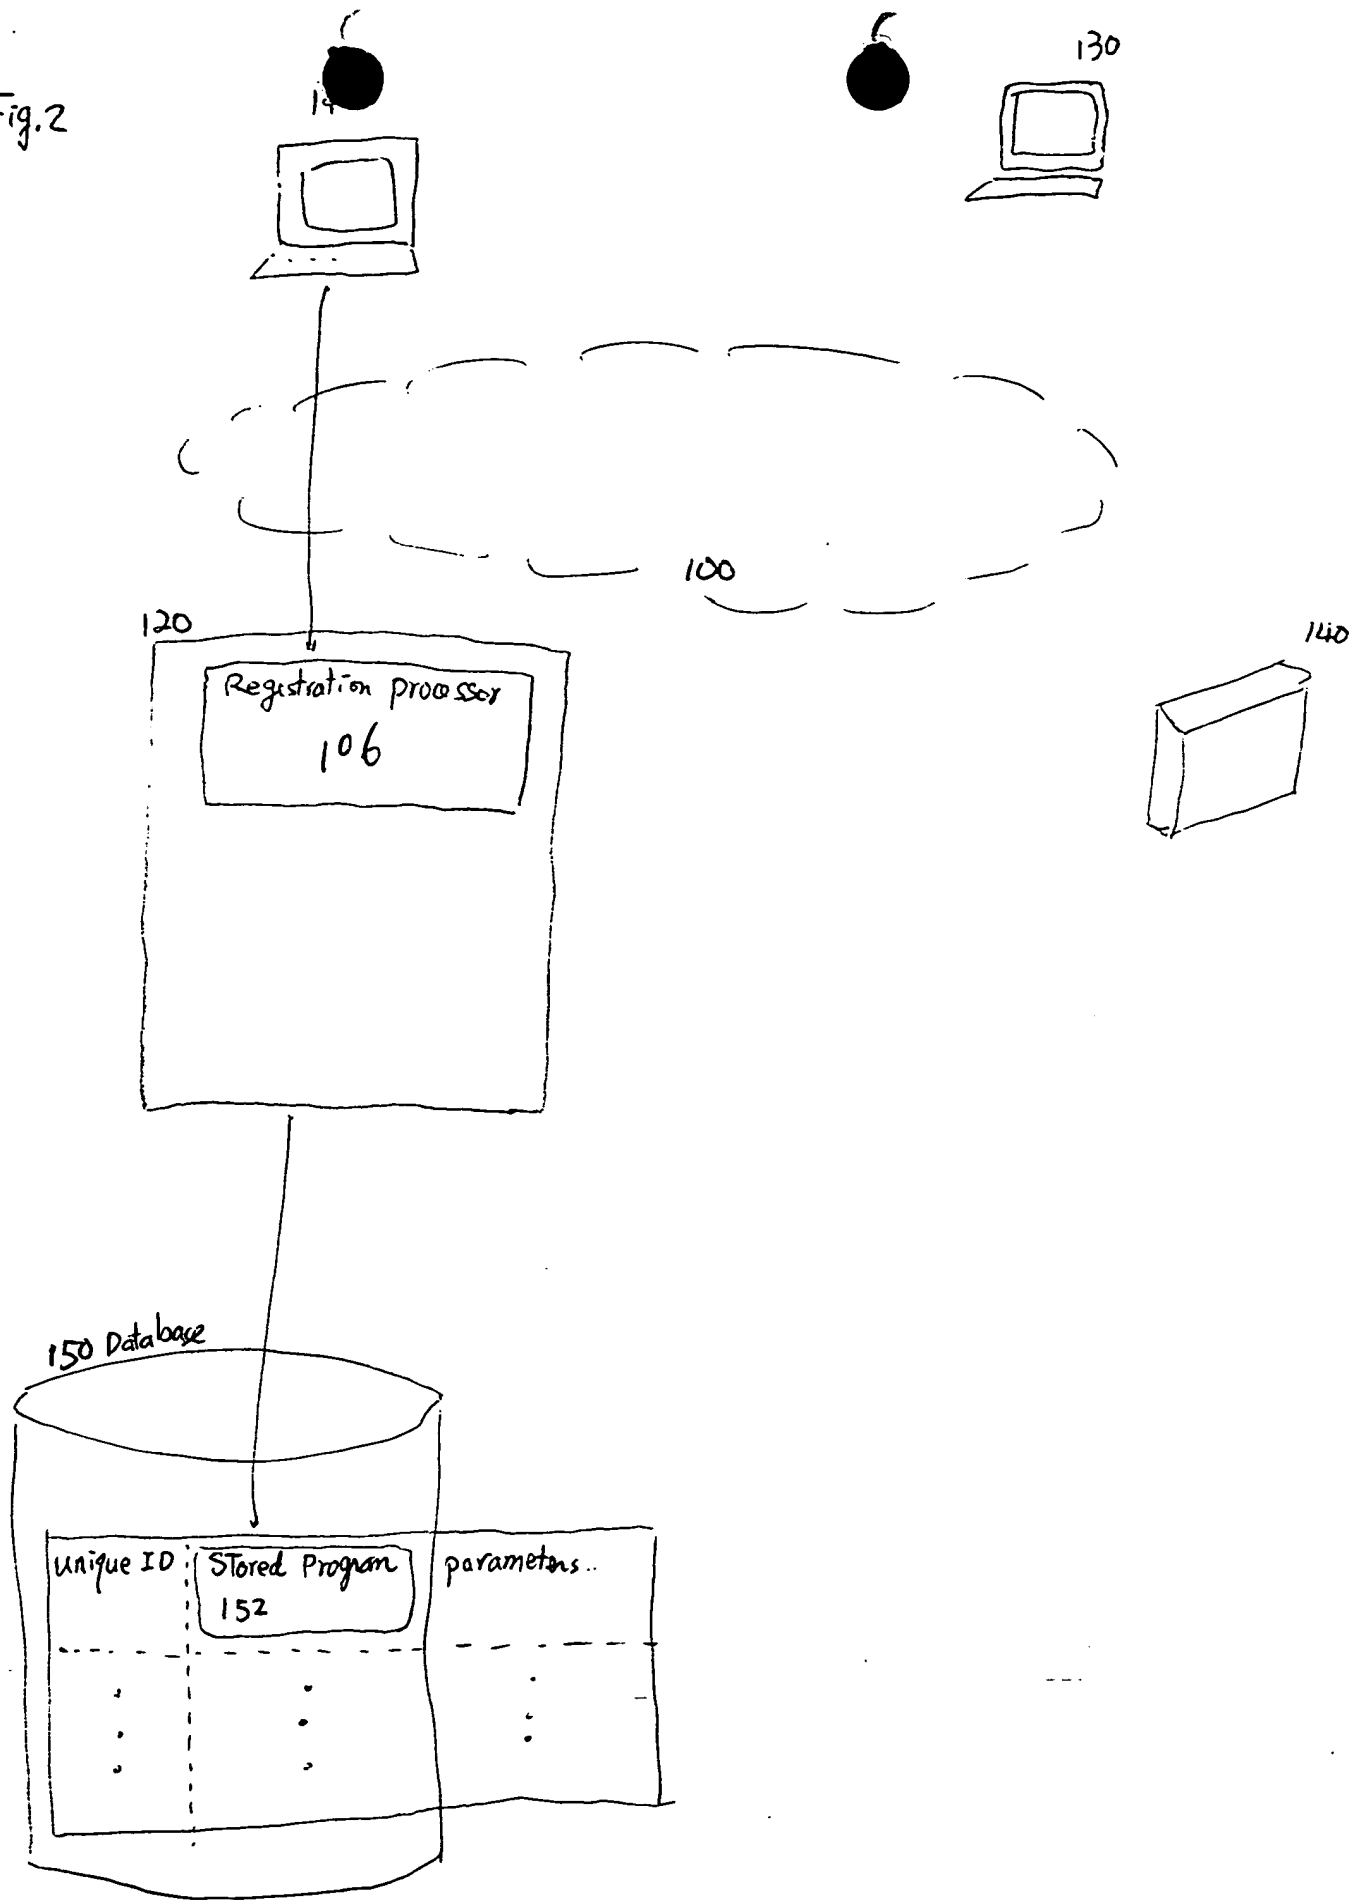 Fig.2
130
100
120
140
Registration processor
106
150 Database
unique ID
Stored Program
152
parameters..